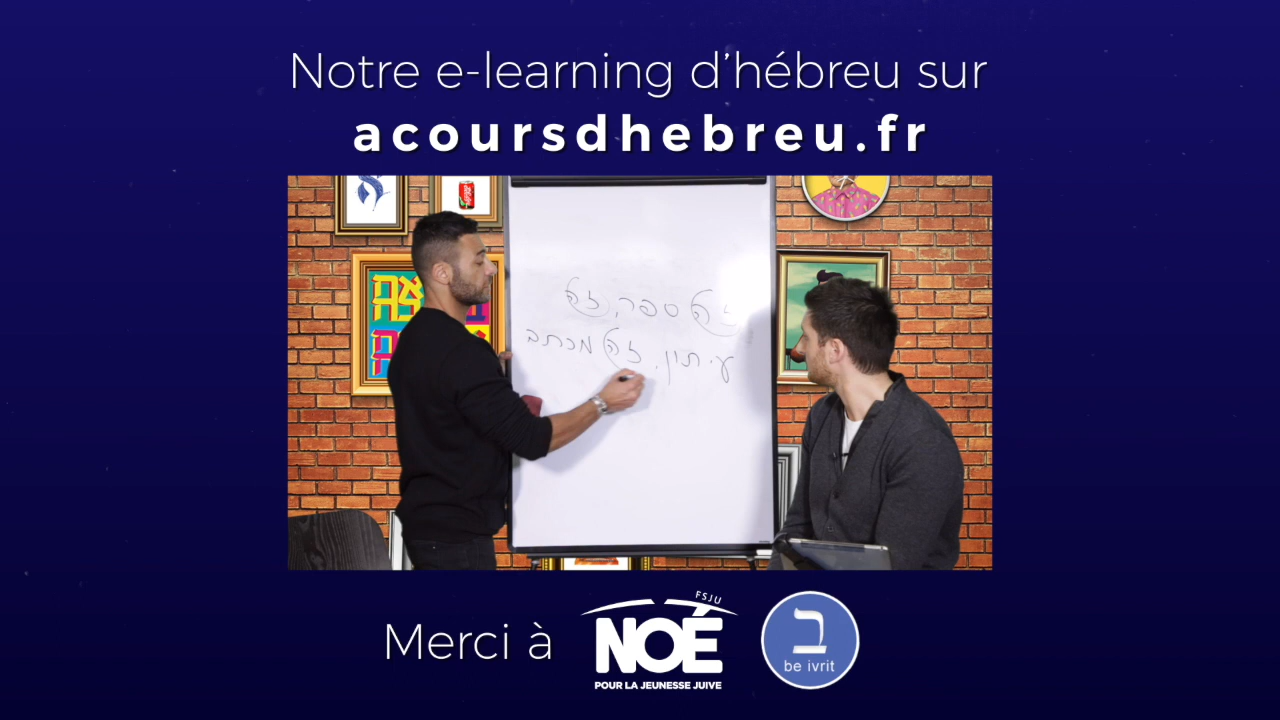 Notre e-learning d'hébreu sur
acoursdhebreu.fr
זה ספר, זה
עיתון. זה מכתב
Merci à
FSJU
NOÉ
POUR LA JEUNESSE JUIVE
ב
be ivrit